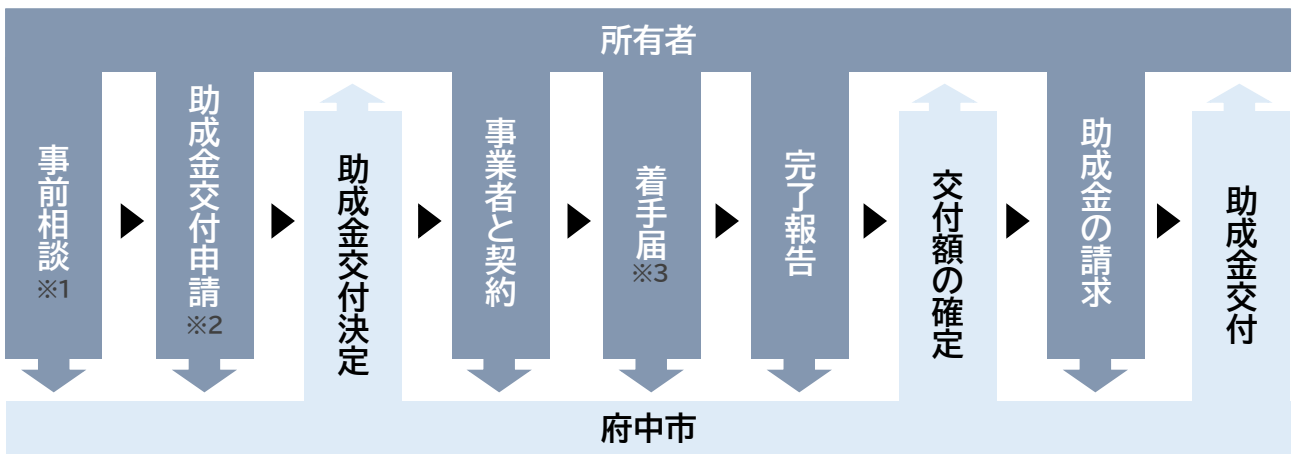 所有者
事前相談
※1
助成金交付申請
※2
助成金交付決定
事業者と契約
着手届
※3
完了報告
交付額の確定
助成金の請求
助成金交付
府中市